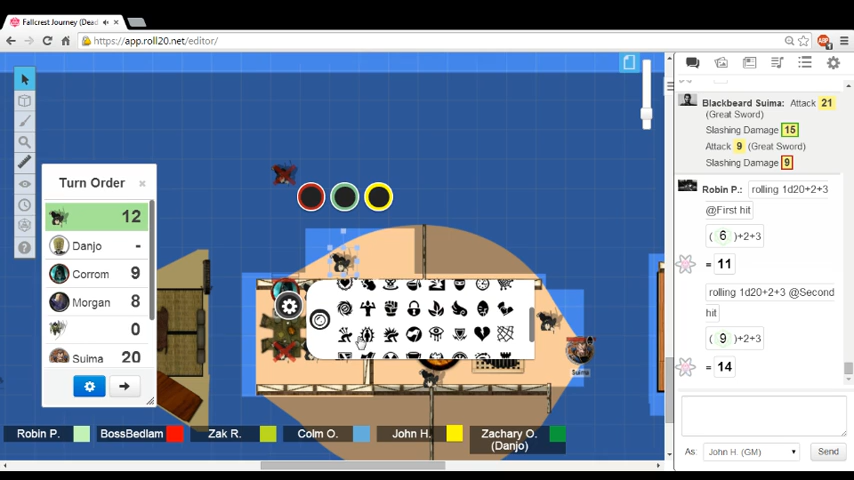 Fallcrest Journey (Dead
https://app.roll20.net/editor/
ABP
Turn Order
12
Danjo -
Corrom 9
Morgan 8
0
Suima 20
Suima
Robin P.
BossBedlam
Zak R.
Colm O.
John H.
Zachary O.
(Danjo)
Blackbeard Suima: Attack 21
(Great Sword)
Slashing Damage 15
Attack 9 (Great Sword)
Slashing Damage 9
Robin P.: rolling 1d20+2+3
@First hit
(6)+2+3
= 11
rolling 1d20+2+3 @Second
hit
(9)+2+3
= 14
As: John H. (GM)
Send